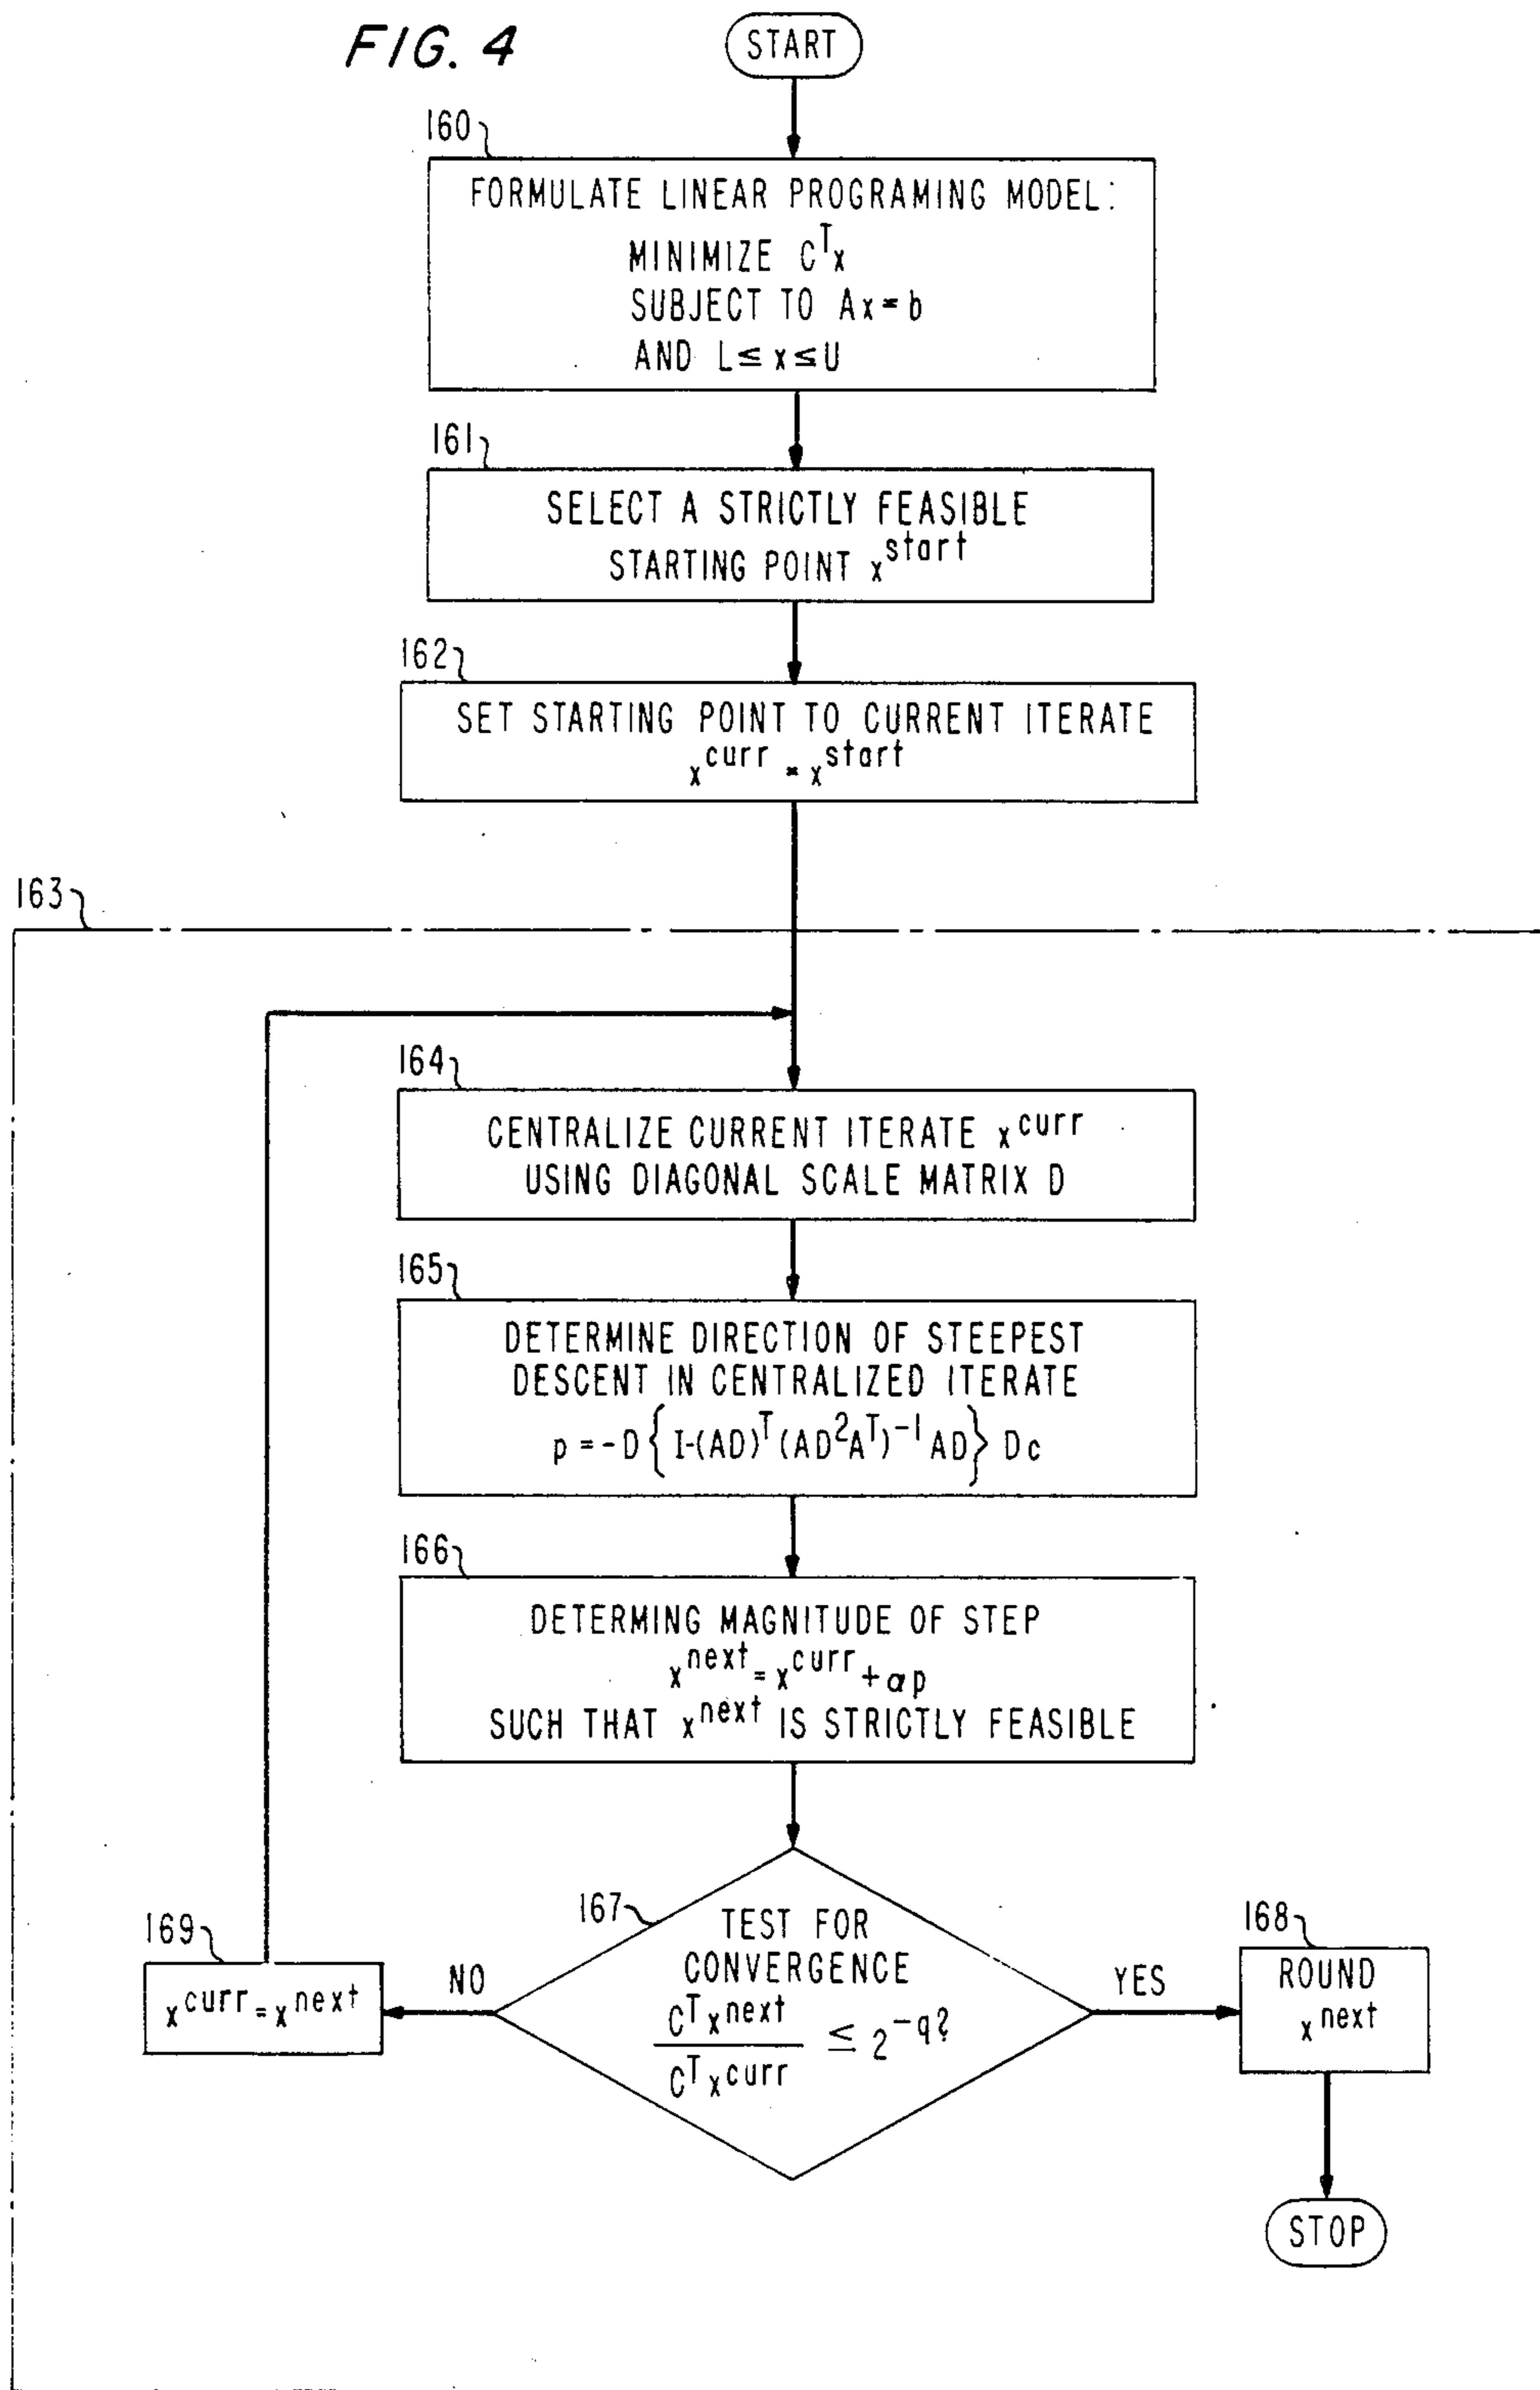 FIG. 4
START
160
FORMULATE LINEAR PROGRAMING MODEL:
MINIMIZE Cᵀx
SUBJECT TO Ax = b
AND L ≤ x ≤ U
161
SELECT A STRICTLY FEASIBLE
STARTING POINT x^start
162
SET STARTING POINT TO CURRENT ITERATE
x^curr = x^start
163
164
CENTRALIZE CURRENT ITERATE x^curr
USING DIAGONAL SCALE MATRIX D
165
DETERMINE DIRECTION OF STEEPEST
DESCENT IN CENTRALIZED ITERATE
p = -D { I-(AD)ᵀ (AD²Aᵀ)⁻¹ AD } Dc
166
DETERMING MAGNITUDE OF STEP
x^next = x^curr + αp
SUCH THAT x^next IS STRICTLY FEASIBLE
167
TEST FOR
CONVERGENCE
Cᵀx^next / Cᵀx^curr ≤ 2^-q?
NO
169
x^curr = x^next
YES
168
ROUND
x^next
STOP